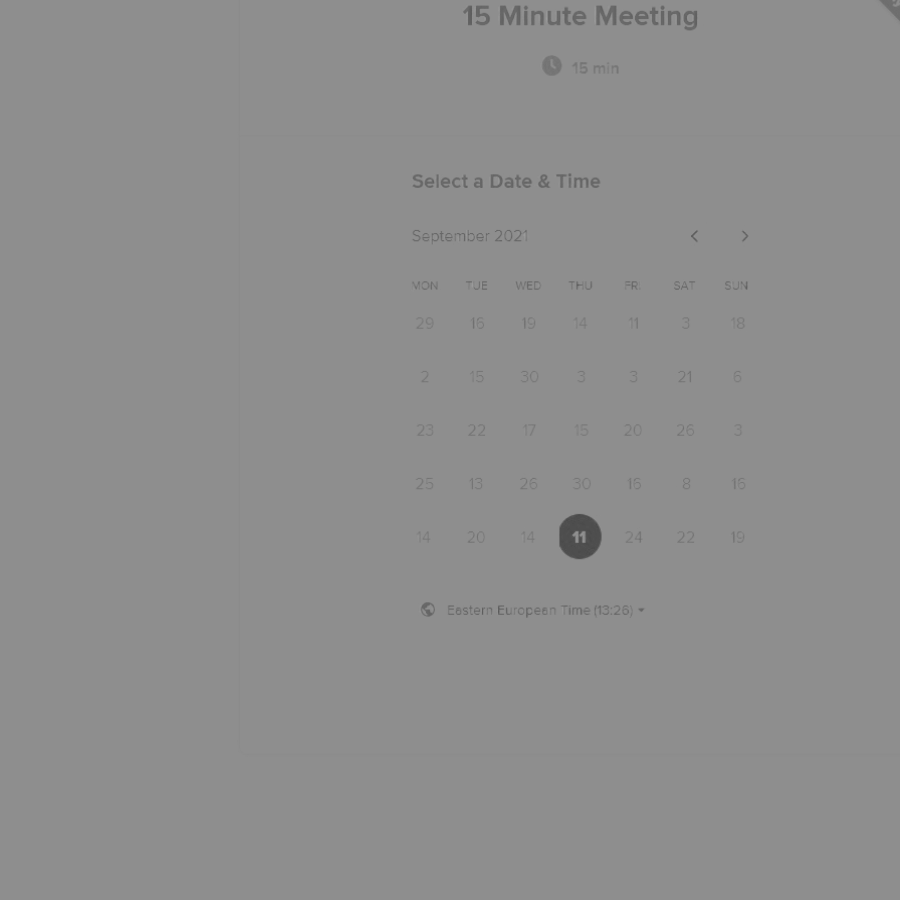 15 Minute Meeting
15 min
Select a Date & Time
September 2021
MON TUE WED THU FRI SAT SUN
29 16 19 14 11 3 18
2 15 30 3 3 21 6
23 22 17 15 20 26 3
25 13 26 30 16 8 15
14 20 14 11 24 22 19
Eastern European Time (13:26)